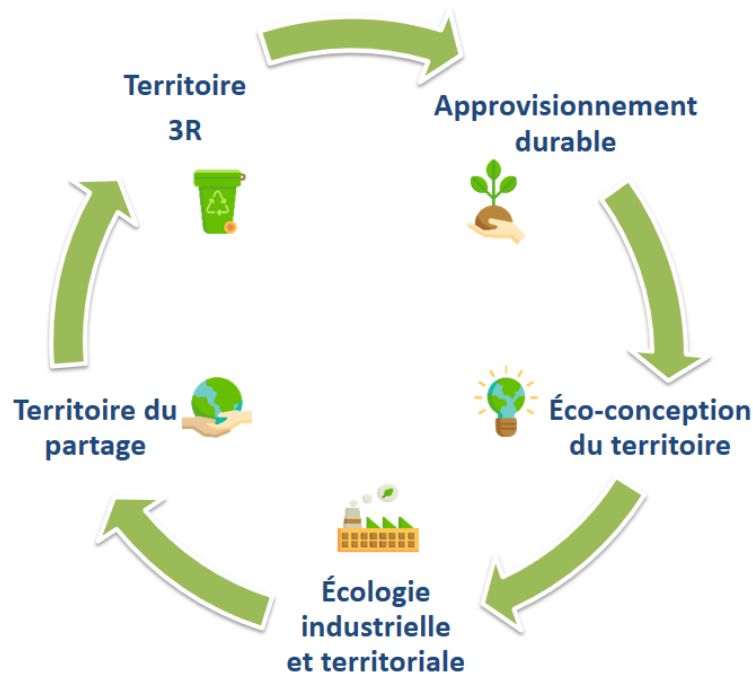 Territoire
3R
Approvisionnement
durable
Éco-conception
du territoire
Écologie
industrielle
et territoriale
Territoire du
partage